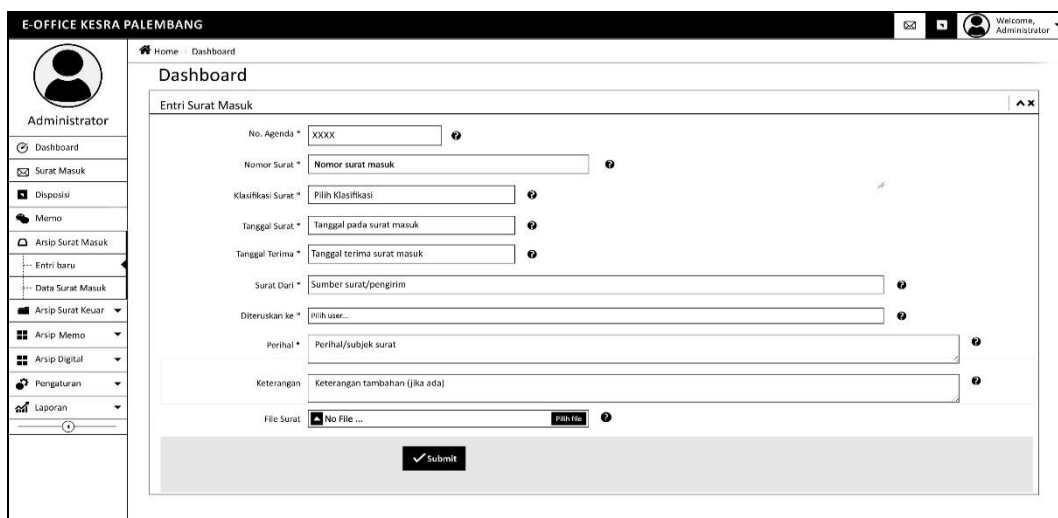 E-OFFICE KESRA PALEMBANG
Welcome,
Administrator
Home Dashboard
Dashboard
Administrator
Dashboard
Surat Masuk
Disposisi
Memo
Arsip Surat Masuk
Entri baru
Data Surat Masuk
Arsip Surat Keuar
Arsip Memo
Arsip Digital
Pengaturan
Laporan
Entri Surat Masuk
No. Agenda * XXXX
Nomor Surat * Nomor surat masuk
Klasifikasi Surat * Pilih Klasifikasi
Tanggal Surat * Tanggal pada surat masuk
Tanggal Terima * Tanggal terima surat masuk
Surat Dari * Sumber surat/pengirim
Diteruskan ke * Pilih user...
Perihal * Perihal/subjek surat
Keterangan Keterangan tambahan (jika ada)
File Surat No File ... Pilih file
Submit